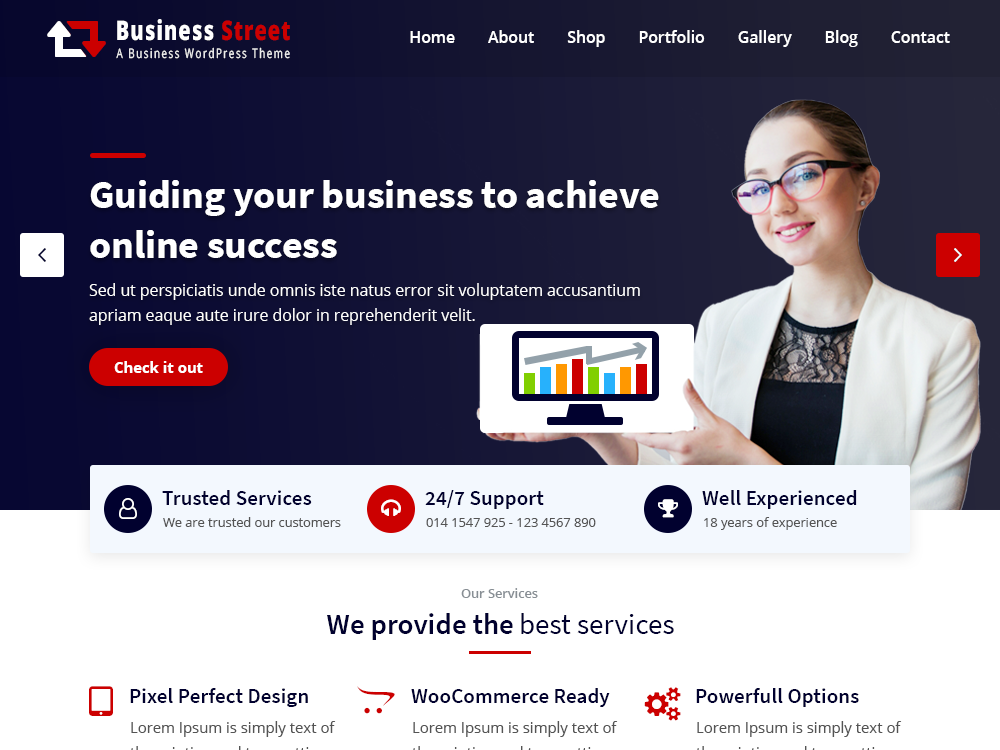 Business Street
A Business WordPress Theme
Home About Shop Portfolio Gallery Blog Contact
Guiding your business to achieve
online success
Sed ut perspiciatis unde omnis iste natus error sit voluptatem accusantium
apriam eaque aute irure dolor in reprehenderit velit.
Check it out
Trusted Services
We are trusted our customers
24/7 Support
014 1547 925 - 123 4567 890
Well Experienced
18 years of experience
Our Services
We provide the best services
Pixel Perfect Design
Lorem Ipsum is simply text of
WooCommerce Ready
Lorem Ipsum is simply text of
Powerfull Options
Lorem Ipsum is simply text of